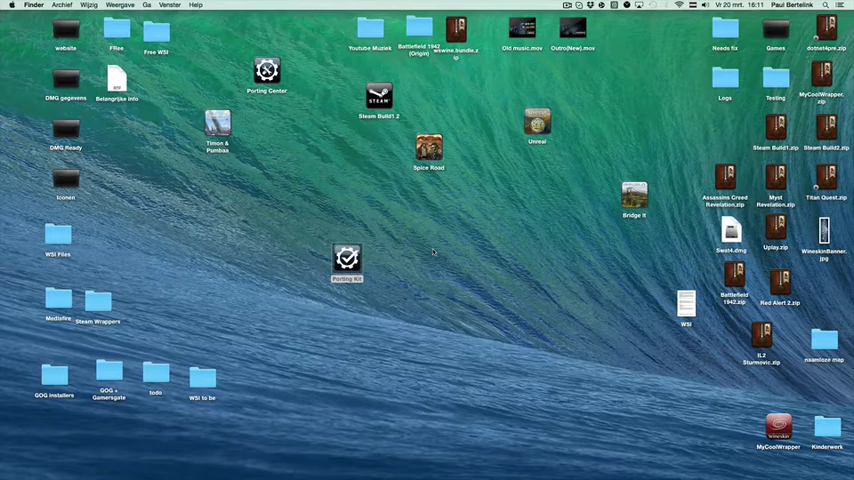 Finder Archief Wijzig Weergave Ga Venster Help Vr 20 mrt. 16:11 Paul Bertelink
website
FRee
Free WSI
Youtube Muziek
Battlefield 1942
(Origin)
wswine.bundle.z
ip
Old music.mov
Outro(New).mov
Needs fix
Games
dotnet4pre.zip
DMG gegevens
Belangrijke info
Porting Center
Steam Build1 2
Logs
Testing
MyCoolWrapper.
zip
DMG Ready
Timon &
Pumbaa
Spice Road
Unreal
Steam Build1.zip
Steam Build2.zip
Iconen
Bridge It
Assassins Creed
Revelation.zip
Myst
Revelation.zip
Titan Quest.zip
WSI Files
Porting Kit
Swat4.dmg
Uplay.zip
WineskinBanner.
jpg
Mediafire
Steam Wrappers
WSI
Battlefield
1942.zip
Red Alert 2.zip
IL2
Sturmovic.zip
naamloze map
GOG installers
GOG +
Gamersgate
todo
WSI to be
wineskin
MyCoolWrapper
Kinderwerk